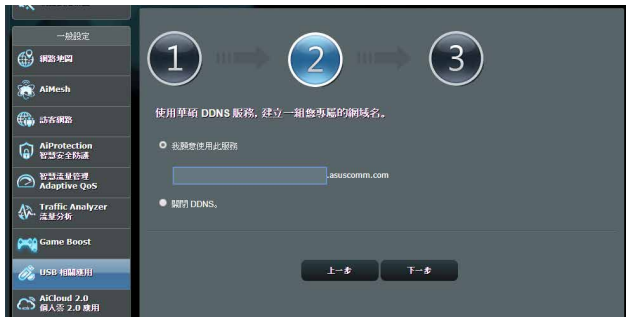 一般設定
網路地圖
AiMesh
訪客網路
AiProtection
智慧安全防護
智慧流量管理
Adaptive QoS
Traffic Analyzer
流量分析
Game Boost
USB 相關應用
AiCloud 2.0
個人雲 2.0 應用
1
2
3
使用華碩 DDNS 服務, 建立一組您專屬的網域名。
我願意使用此服務
.asuscomm.com
關閉 DDNS。
上一步
下一步